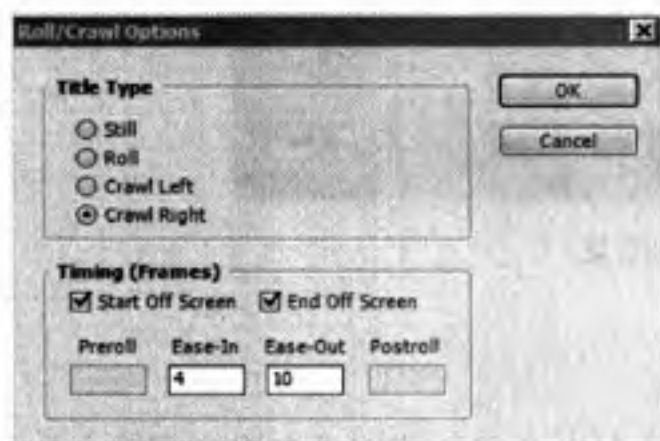 Roll/Crawl Options
Title Type
Still
Roll
Crawl Left
Crawl Right
OK
Cancel
Timing (Frames)
Start Off Screen End Off Screen
Preroll Ease-In Ease-Out Postroll
4 10